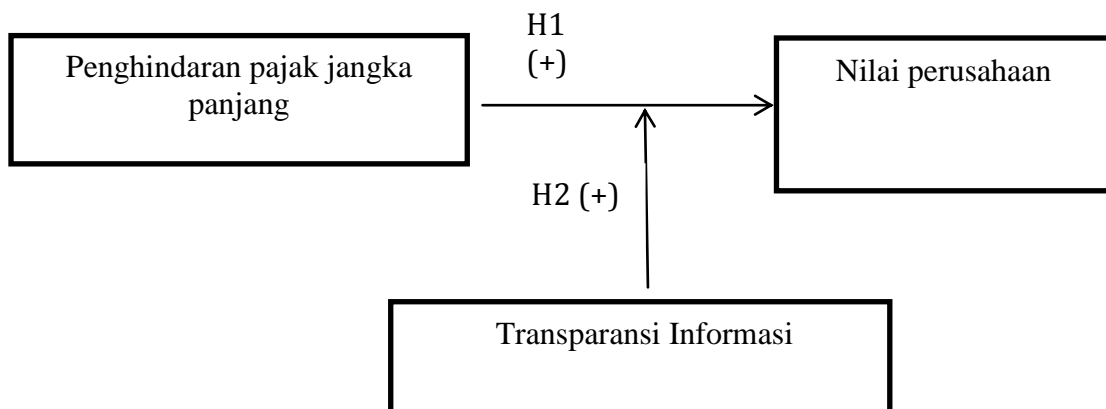 H1
(+)
Penghindaran pajak jangka
panjang
Nilai perusahaan
H2 (+)
Transparansi Informasi